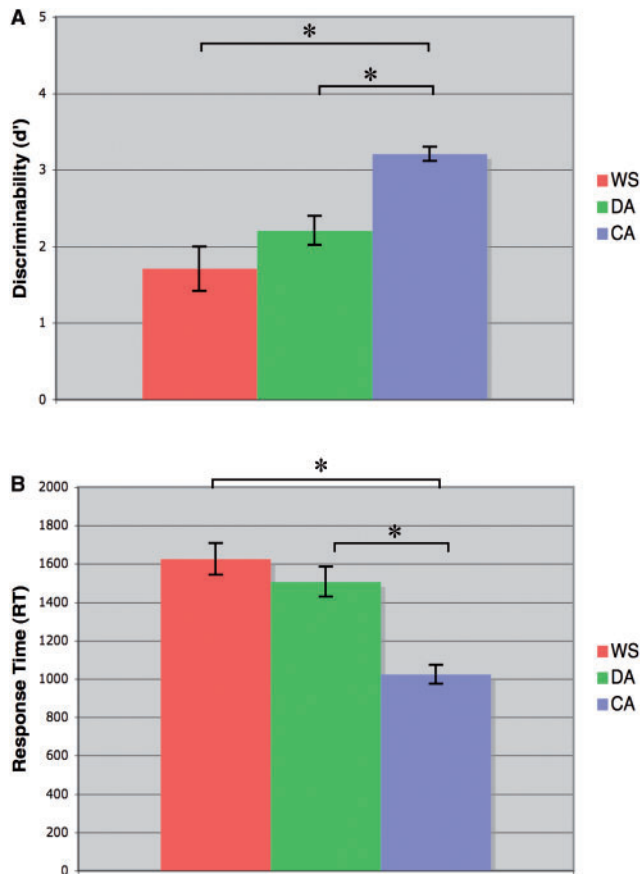 A
Discriminability (d')
5
4
3
2
1
0
*
*
WS
DA
CA
B
Response Time (RT)
2000
1800
1600
1400
1200
1000
800
600
400
200
0
*
*
WS
DA
CA